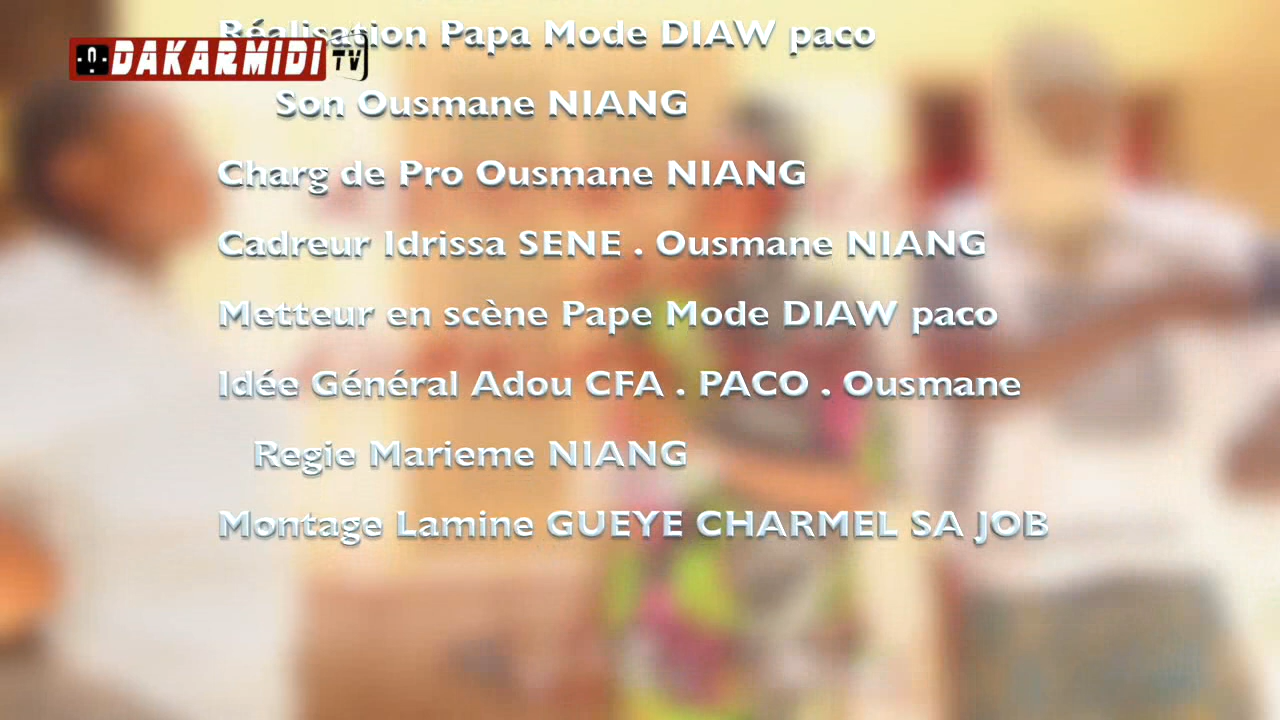 Réalisation Papa Mode DIAW paco
DAKARMIDI TV
Son Ousmane NIANG
Charg de Pro Ousmane NIANG
Cadreur Idrissa SENE . Ousmane NIANG
Metteur en scène Pape Mode DIAW paco
Idée Général Adou CFA . PACO . Ousmane
Regie Marieme NIANG
Montage Lamine GUEYE CHARMEL SA JOB